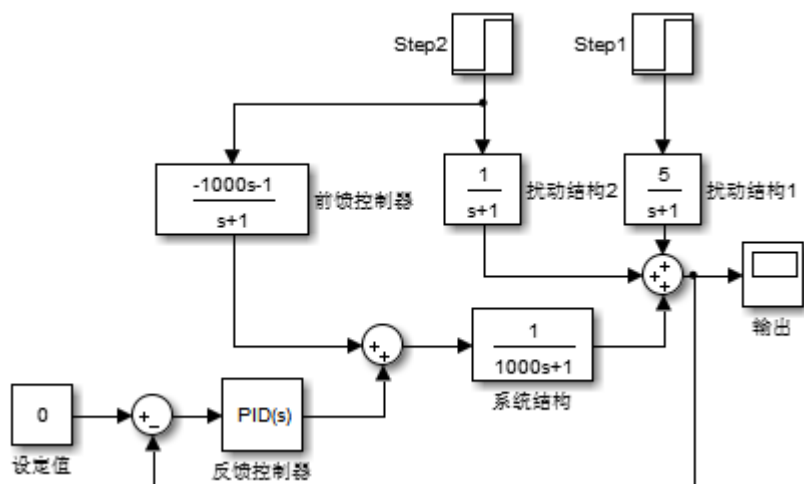 Step2
Step1
-1000s-1
s+1
前馈控制器
1
s+1
扰动结构2
5
s+1
扰动结构1
+
+
+
输出
+
+
1
1000s+1
系统结构
0
设定值
+
−
PID(s)
反馈控制器